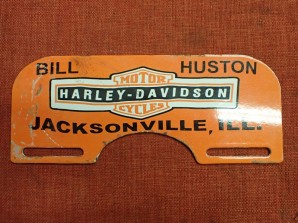 BILL HUSTON
MOTOR
HARLEY-DAVIDSON
CYCLES
JACKSONVILLE, ILL.